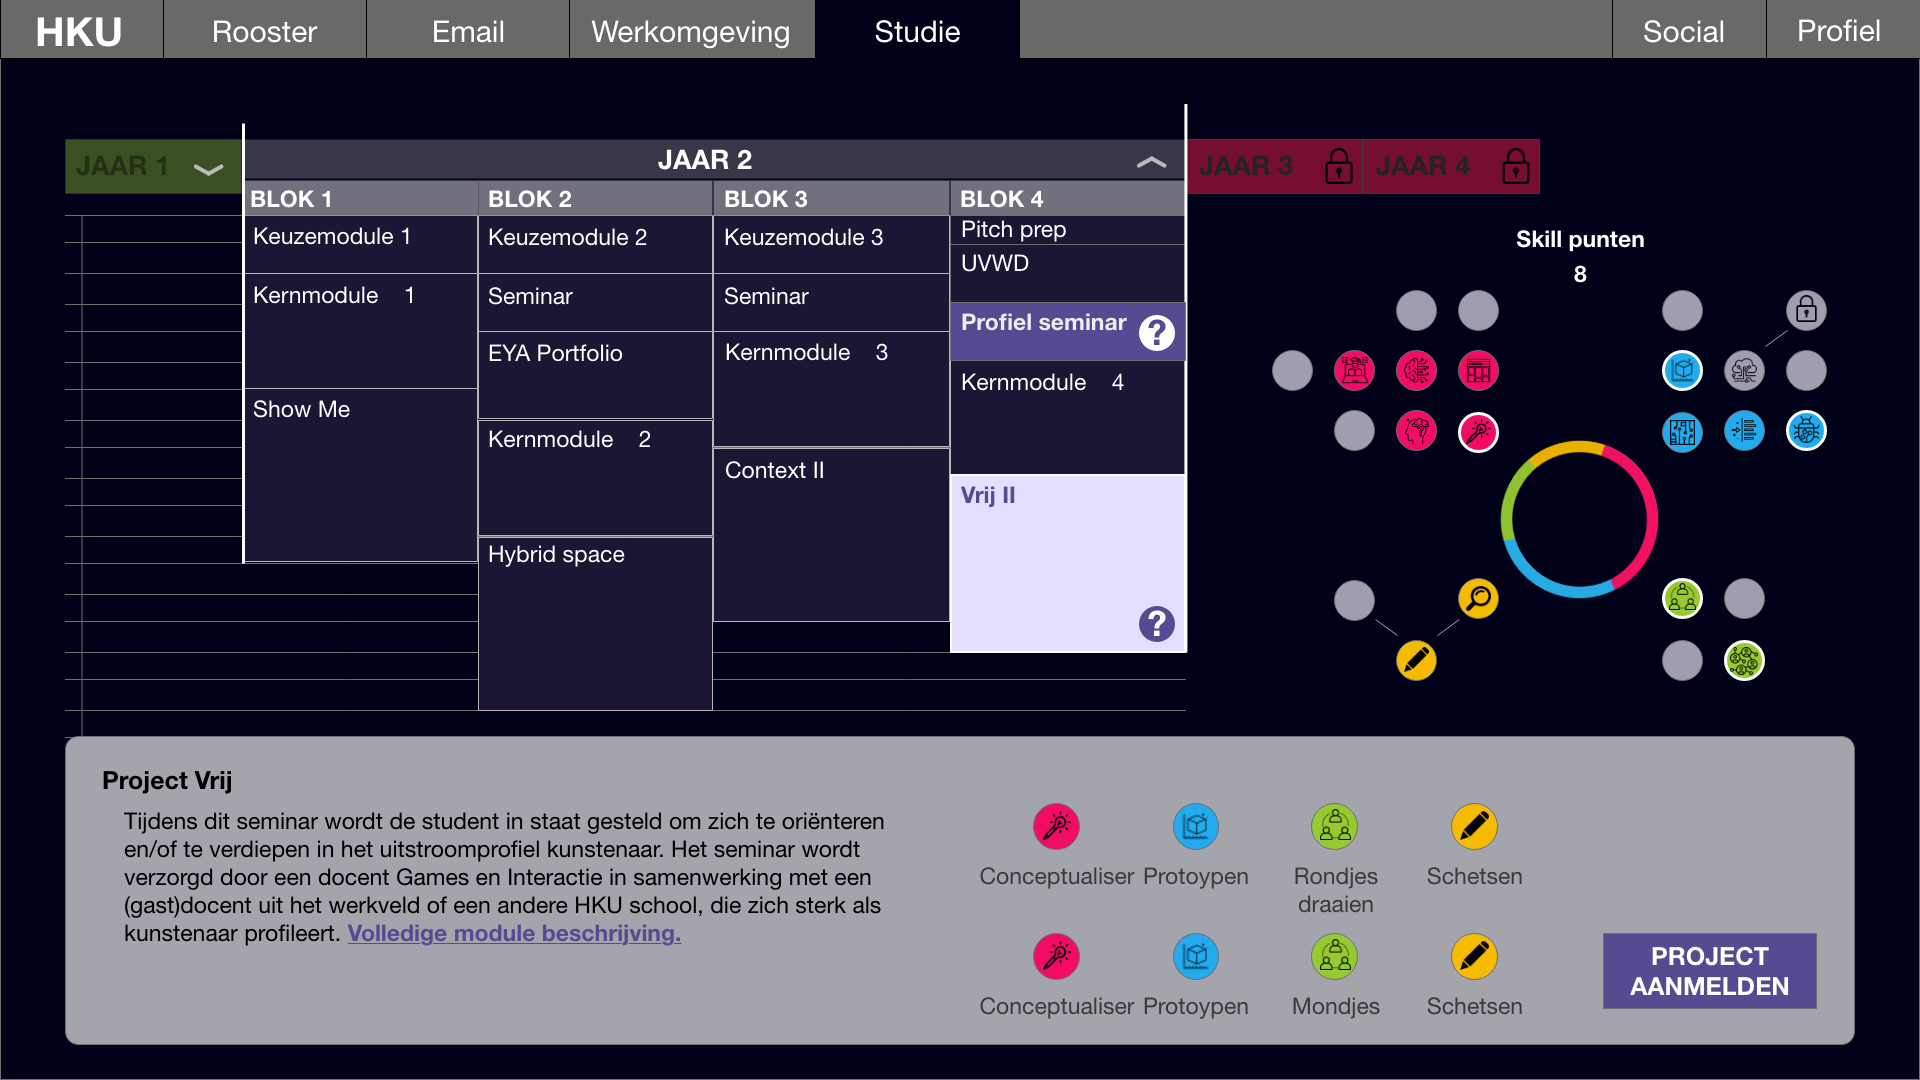 HKU
Rooster
Email
Werkomgeving
Studie
Social
Profiel
JAAR 1
JAAR 2
JAAR 3
JAAR 4
BLOK 1
BLOK 2
BLOK 3
BLOK 4
Keuzemodule 1
Kernmodule 1
Show Me
Keuzemodule 2
Seminar
EYA Portfolio
Kernmodule 2
Hybrid space
Keuzemodule 3
Seminar
Kernmodule 3
Context II
Pitch prep
UVWD
Profiel seminar ?
Kernmodule 4
Vrij II
?
Skill punten
8
Project Vrij
Tijdens dit seminar wordt de student in staat gesteld om zich te oriënteren
en/of te verdiepen in het uitstroomprofiel kunstenaar. Het seminar wordt
verzorgd door een docent Games en Interactie in samenwerking met een
(gast)docent uit het werkveld of een andere HKU school, die zich sterk als
kunstenaar profileert. Volledige module beschrijving.
Conceptualiser Protoypen Rondjes Schetsen
draaien
Conceptualiser Protoypen Mondjes Schetsen
PROJECT
AANMELDEN